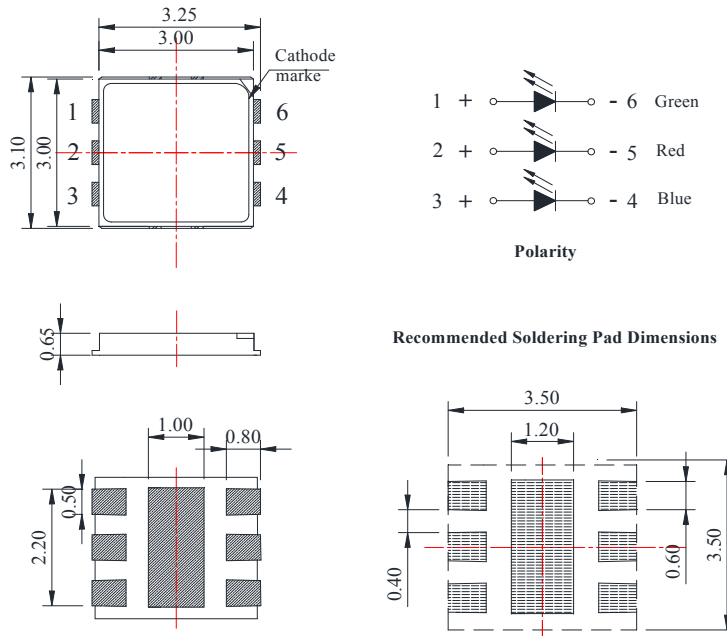 3.25
3.00
Cathode
marke
1
2
3
6
5
4
3.10
3.00
1 + - 6 Green
2 + - 5 Red
3 + - 4 Blue
Polarity
0.65
Recommended Soldering Pad Dimensions
1.00
0.80
0.50
2.20
3.50
1.20
0.40
0.60
3.50